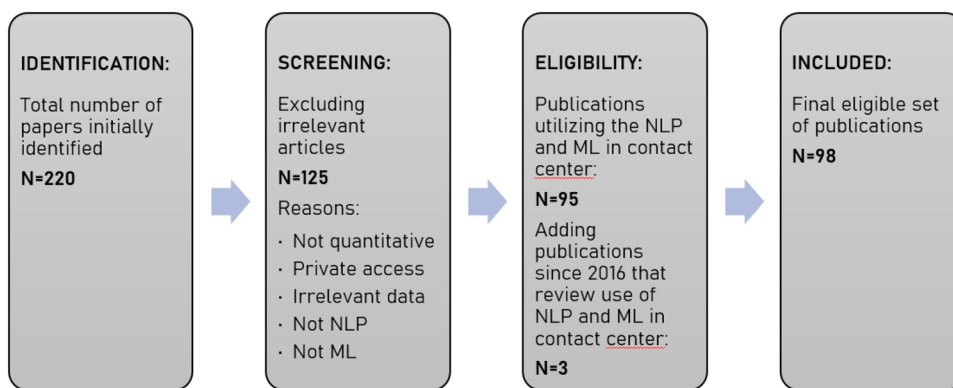 IDENTIFICATION:
Total number of
papers initially
identified
N=220
SCREENING:
Excluding
irrelevant
articles
N=125
Reasons:
· Not quantitative
· Private access
· Irrelevant data
· Not NLP
· Not ML
ELIGIBILITY:
Publications
utilizing the NLP
and ML in contact
center:
N=95
Adding
publications
since 2016 that
review use of
NLP and ML in
contact center:
N=3
INCLUDED:
Final eligible set
of publications
N=98